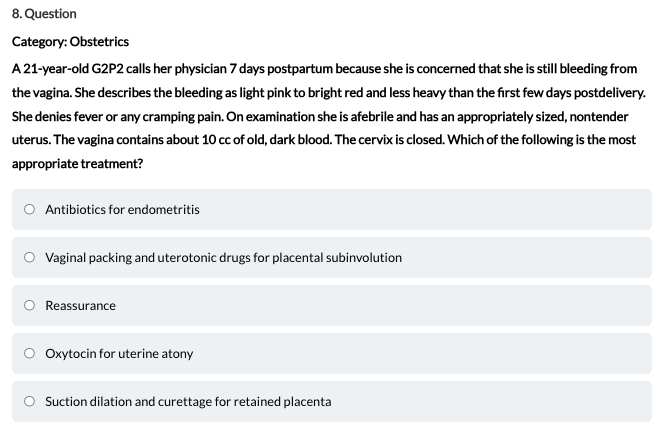 8. Question
Category: Obstetrics
A 21-year-old G2P2 calls her physician 7 days postpartum because she is concerned that she is still bleeding from
the vagina. She describes the bleeding as light pink to bright red and less heavy than the first few days postdelivery.
She denies fever or any cramping pain. On examination she is afebrile and has an appropriately sized, nontender
uterus. The vagina contains about 10 cc of old, dark blood. The cervix is closed. Which of the following is the most
appropriate treatment?
Antibiotics for endometritis
Vaginal packing and uterotonic drugs for placental subinvolution
Reassurance
Oxytocin for uterine atony
Suction dilation and curettage for retained placenta